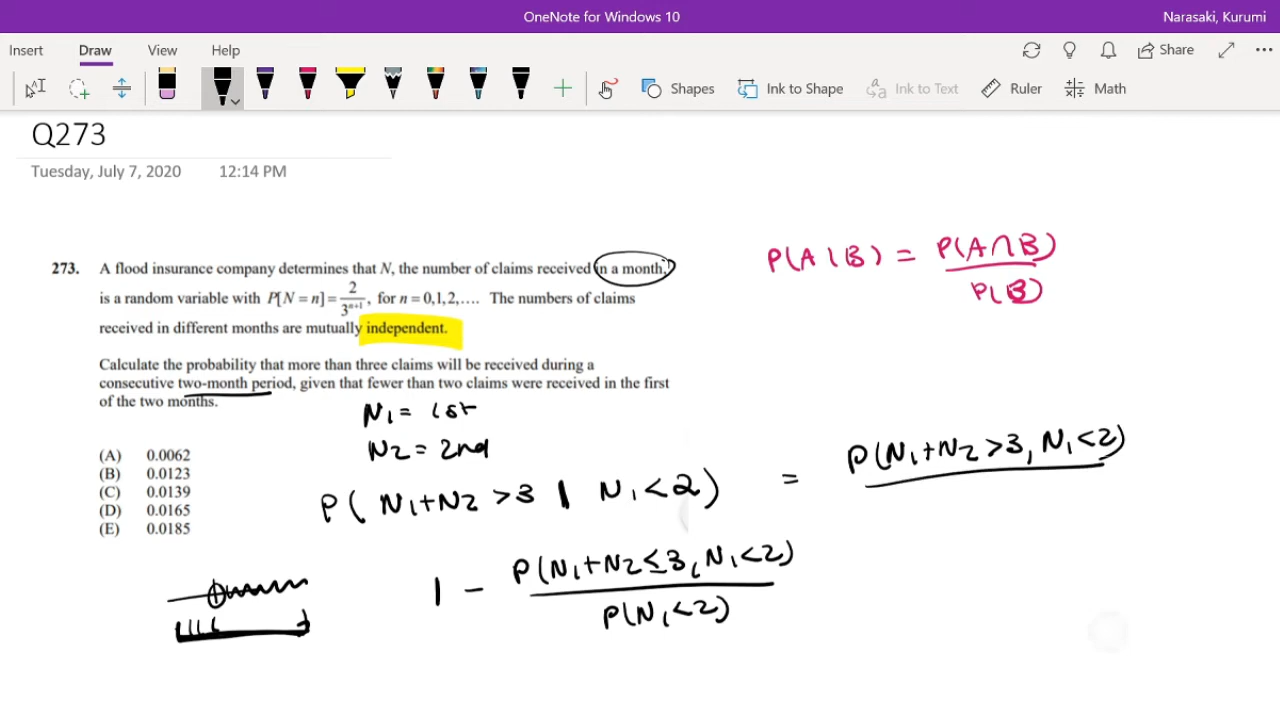 OneNote for Windows 10
Narasaki, Kurumi
Insert Draw View Help Share
Shapes Ink to Shape Ink to Text Ruler Math
Q273
Tuesday, July 7, 2020 12:14 PM
P(A|B) = P(A∩B) / P(B)
273. A flood insurance company determines that N, the number of claims received in a month,
is a random variable with P[N = n] = 2/3^{n+1}, for n = 0,1,2,…. The numbers of claims
received in different months are mutually independent.
Calculate the probability that more than three claims will be received during a
consecutive two-month period, given that fewer than two claims were received in the first
of the two months.
N1 = 1st
N2 = 2nd
(A) 0.0062
(B) 0.0123
(C) 0.0139
(D) 0.0165
(E) 0.0185
P(N1+N2 >3 | N1<2) = P(N1+N2 >3, N1<2)
1 - P(N1+N2 ≤3, N1<2) / P(N1<2)